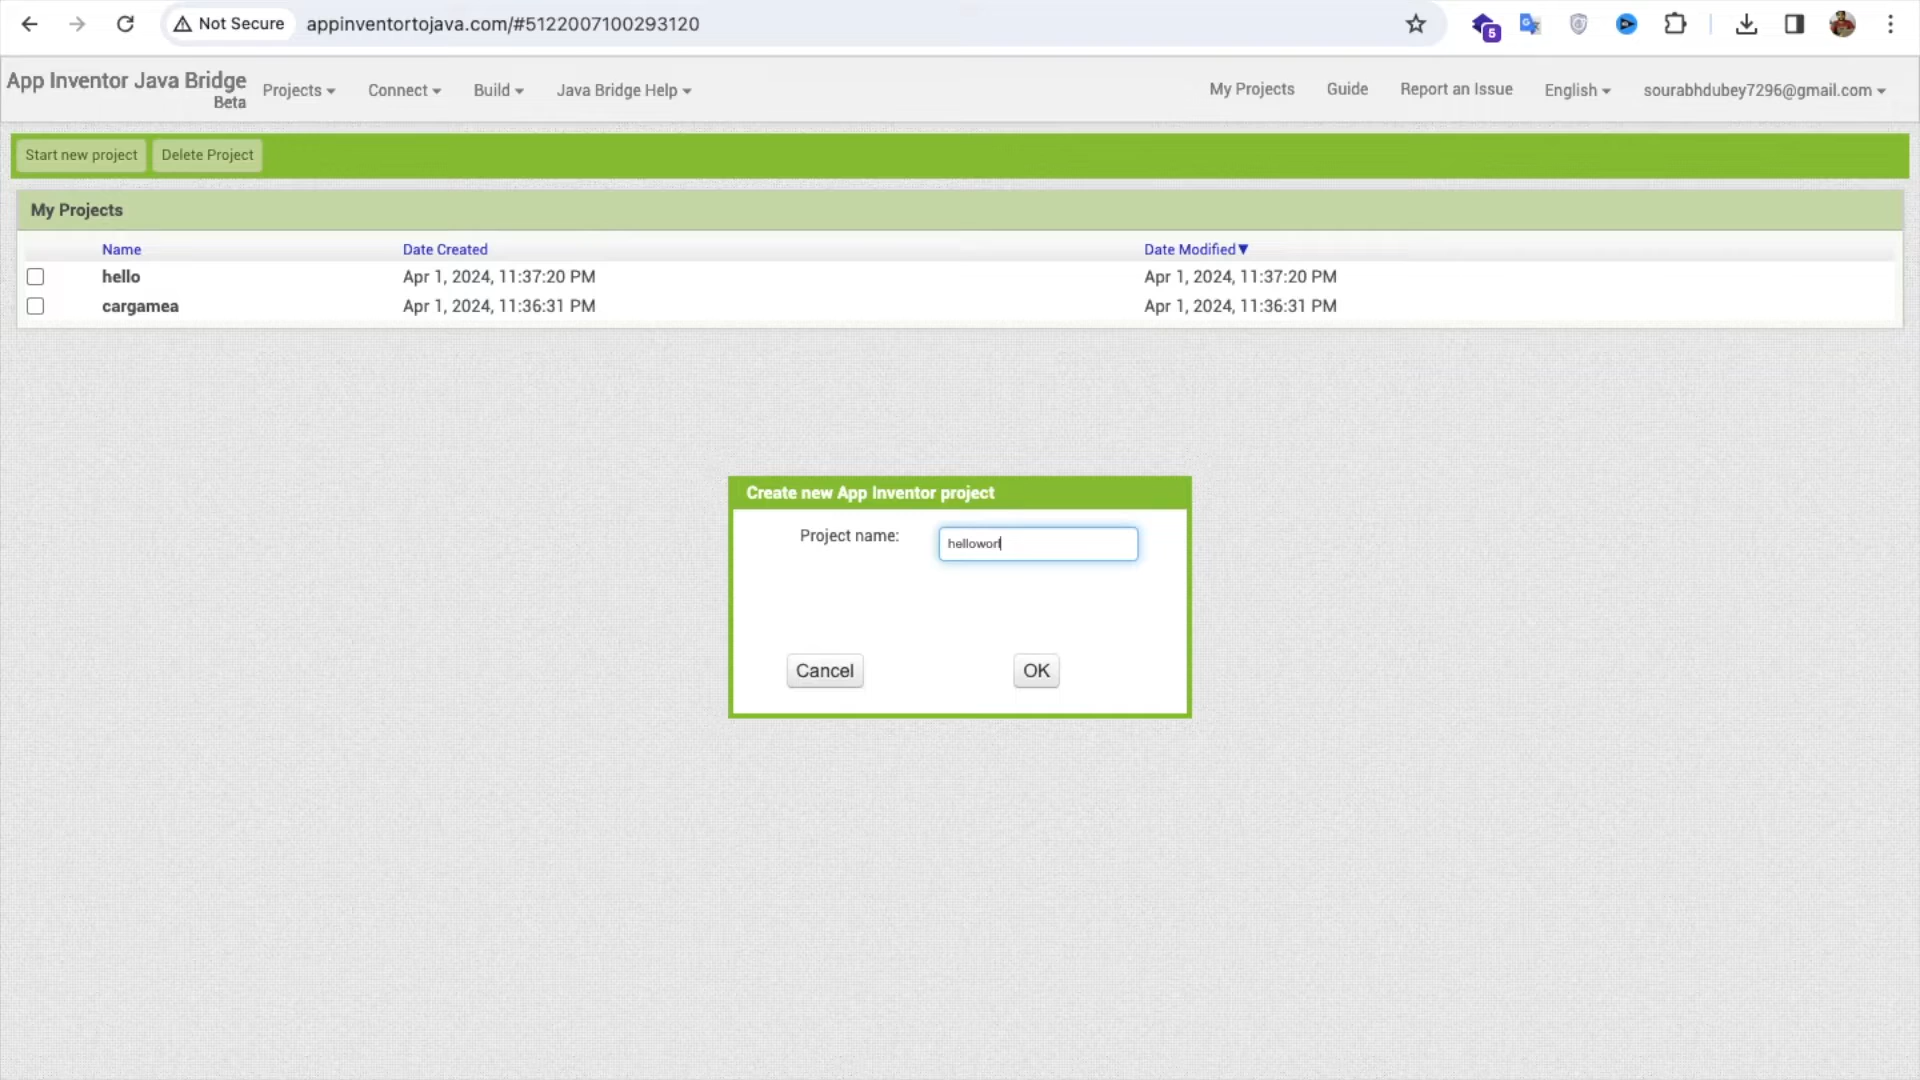 Not Secure appinventortojava.com/#5122007100293120
5
App Inventor Java Bridge
Beta
Projects Connect Build Java Bridge Help My Projects Guide Report an Issue English sourabhdubey7296@gmail.com
Start new project Delete Project
My Projects
Name Date Created Date Modified
hello Apr 1, 2024, 11:37:20 PM Apr 1, 2024, 11:37:20 PM
cargamea Apr 1, 2024, 11:36:31 PM Apr 1, 2024, 11:36:31 PM
Create new App Inventor project
Project name: helloworl
Cancel OK